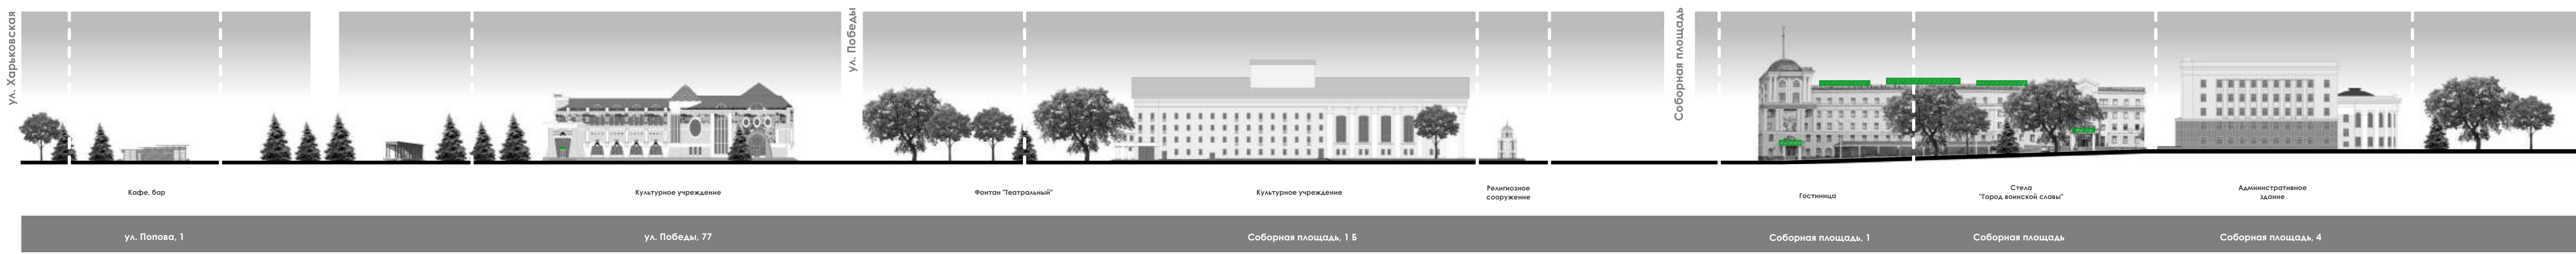 ул. Харьковская
ул. Победы
Соборная площадь
Кафе, бар
Культурное учреждение
Фонтан "Театральный"
Культурное учреждение
Религиозное
сооружение
Гостиница
Стела
"Город воинской славы"
Административное
здание
ул. Попова, 1
ул. Победы, 77
Соборная площадь, 1 Б
Соборная площадь, 1
Соборная площадь
Соборная площадь, 4